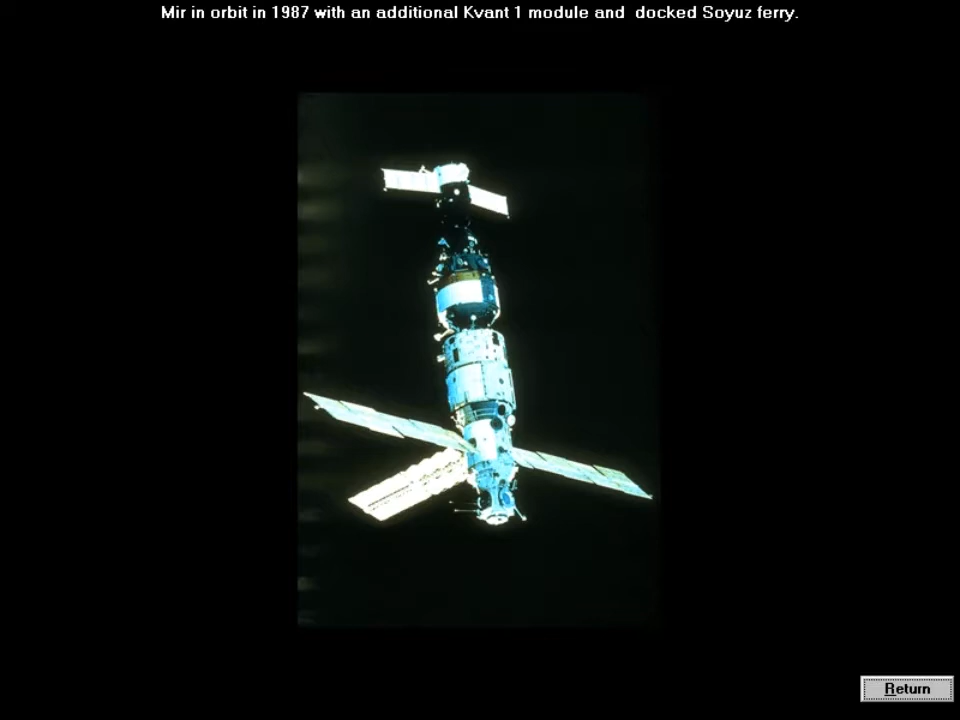 Mir in orbit in 1987 with an additional Kvant 1 module and  docked Soyuz ferry.
Return